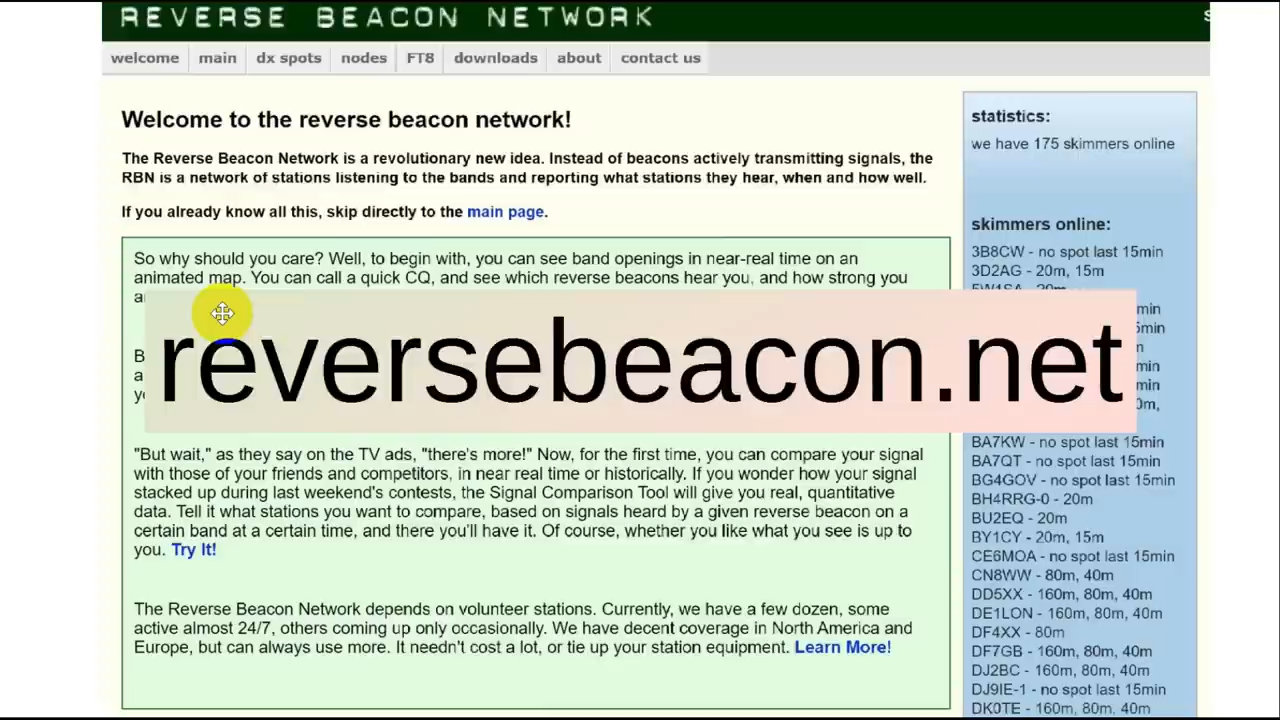 REVERSE BEACON NETWORK
welcome main dx spots nodes FT8 downloads about contact us
Welcome to the reverse beacon network!
The Reverse Beacon Network is a revolutionary new idea. Instead of beacons actively transmitting signals, the
RBN is a network of stations listening to the bands and reporting what stations they hear, when and how well.
If you already know all this, skip directly to the main page.
So why should you care? Well, to begin with, you can see band openings in near-real time on an
animated map. You can call a quick CQ, and see which reverse beacons hear you, and how strong you
reversebeacon.net
"But wait," as they say on the TV ads, "there's more!" Now, for the first time, you can compare your signal
with those of your friends and competitors, in near real time or historically. If you wonder how your signal
stacked up during last weekend's contests, the Signal Comparison Tool will give you real, quantitative
data. Tell it what stations you want to compare, based on signals heard by a given reverse beacon on a
certain band at a certain time, and there you'll have it. Of course, whether you like what you see is up to
you. Try It!
The Reverse Beacon Network depends on volunteer stations. Currently, we have a few dozen, some
active almost 24/7, others coming up only occasionally. We have decent coverage in North America and
Europe, but can always use more. It needn't cost a lot, or tie up your station equipment. Learn More!
statistics:
we have 175 skimmers online
skimmers online:
3B8CW - no spot last 15min
3D2AG - 20m, 15m
BA7KW - no spot last 15min
BA7QT - no spot last 15min
BG4GOV - no spot last 15min
BH4RRG-0 - 20m
BU2EQ - 20m
BY1CY - 20m, 15m
CE6MOA - no spot last 15min
CN8WW - 80m, 40m
DD5XX - 160m, 80m, 40m
DE1LON - 160m, 80m, 40m
DF4XX - 80m
DF7GB - 160m, 80m, 40m
DJ2BC - 160m, 80m, 40m
DJ9IE-1 - no spot last 15min
DK0TE - 160m, 80m, 40m